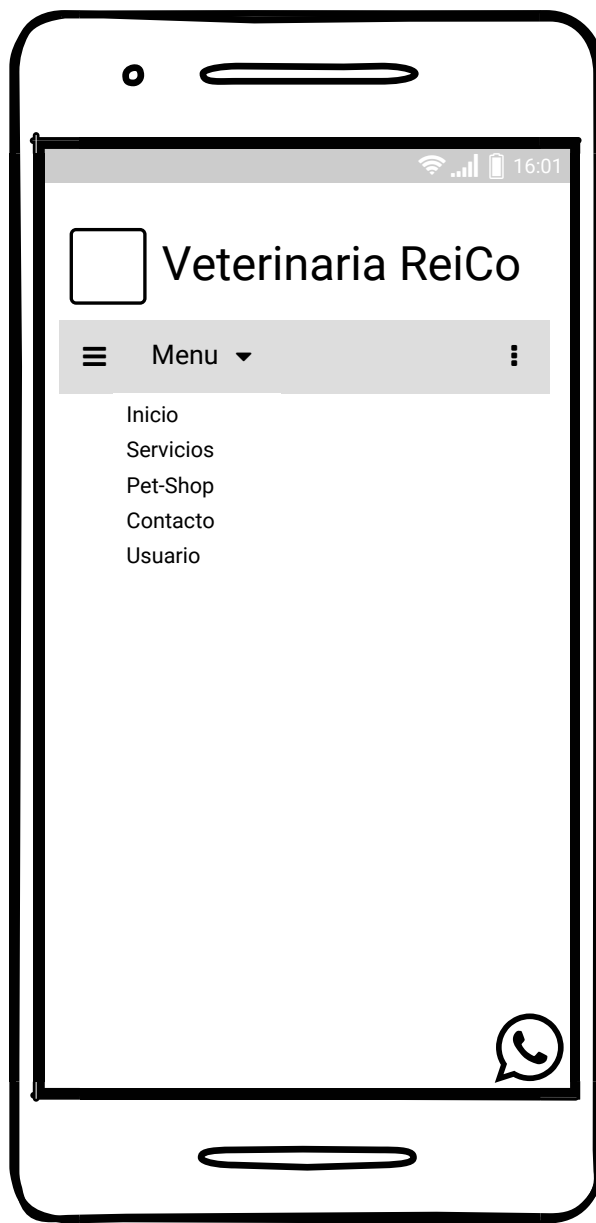 16:01
Veterinaria ReiCo
Menu
Inicio
Servicios
Pet-Shop
Contacto
Usuario